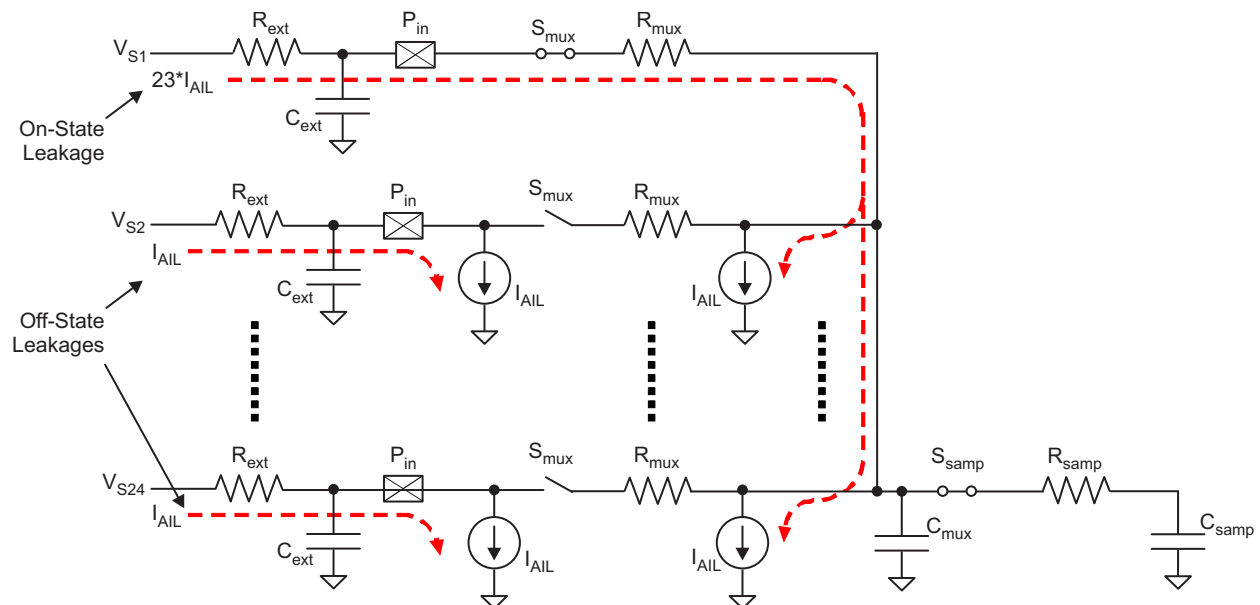 R_ext P_in S_mux R_mux
V_S1
23*I_AIL
C_ext
On-State
Leakage
R_ext P_in S_mux R_mux
V_S2
I_AIL
C_ext I_AIL I_AIL
Off-State
Leakages
R_ext P_in S_mux R_mux S_samp R_samp
V_S24
I_AIL
C_ext I_AIL I_AIL C_mux C_samp